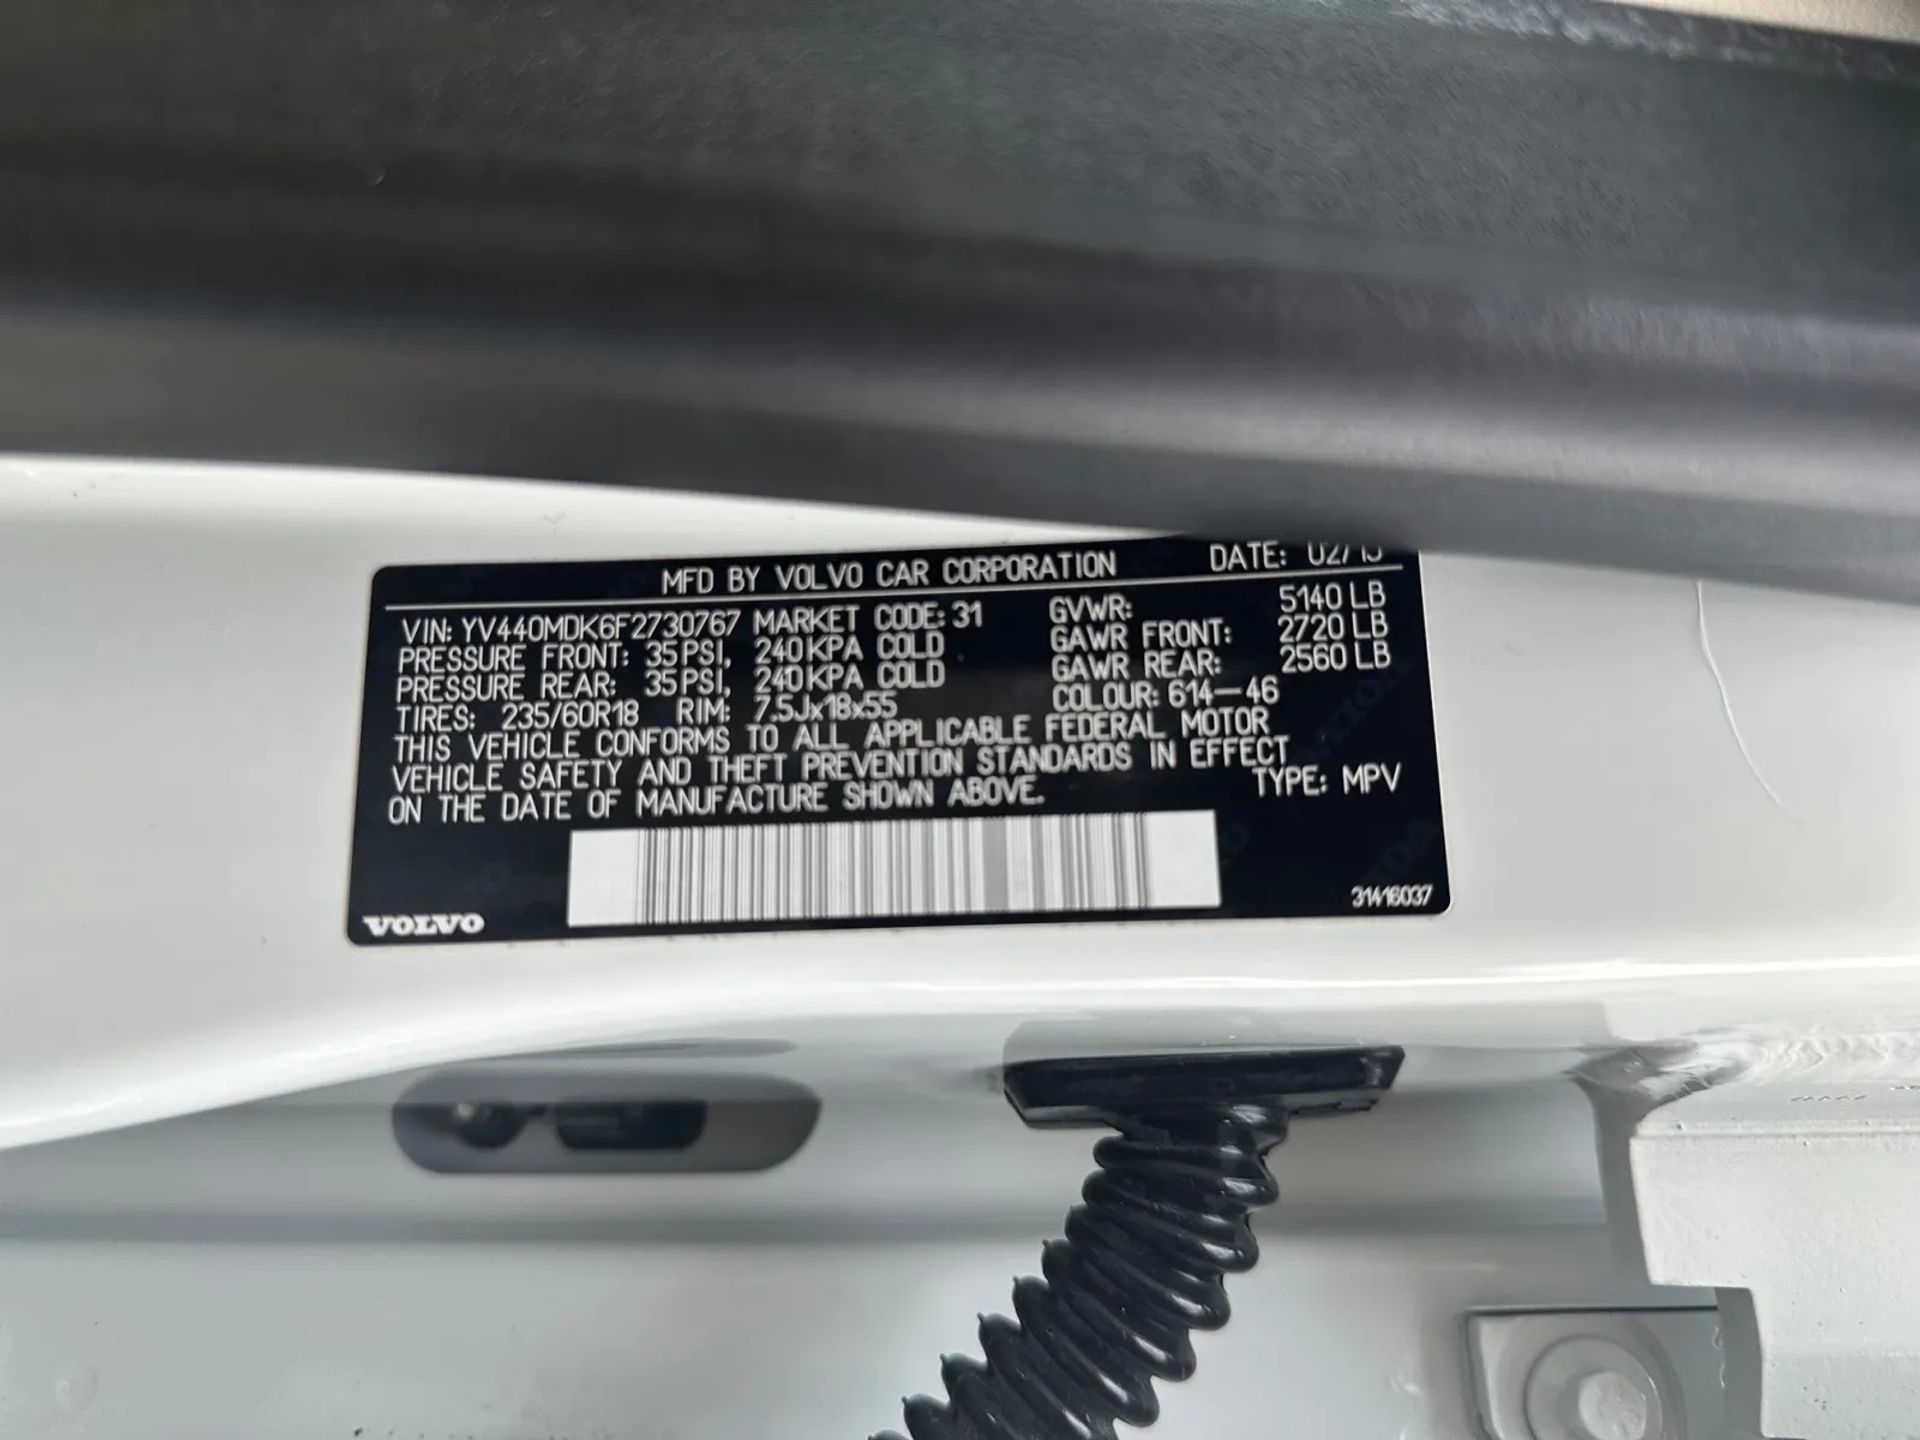 MFD BY VOLVO CAR CORPORATION DATE: 02/15
VIN: YV440MDK6F2730767 MARKET CODE: 31 GVWR: 5140 LB
PRESSURE FRONT: 35 PSI, 240 KPA COLD GAWR FRONT: 2720 LB
PRESSURE REAR: 35 PSI, 240 KPA COLD GAWR REAR: 2560 LB
TIRES: 235/60R18 RIM: 7.5Jx18x55 COLOUR: 614-46
THIS VEHICLE CONFORMS TO ALL APPLICABLE FEDERAL MOTOR
VEHICLE SAFETY AND THEFT PREVENTION STANDARDS IN EFFECT
ON THE DATE OF MANUFACTURE SHOWN ABOVE. TYPE: MPV
VOLVO 31416037